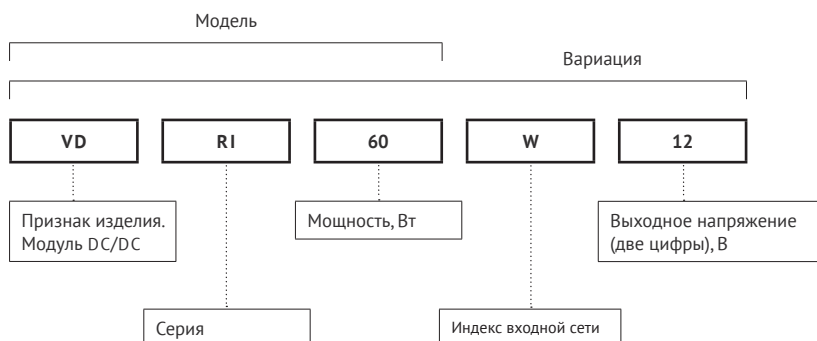 Модель
Вариация
VD RI 60 W 12
Признак изделия.
Модуль DC/DC
Мощность, Вт
Выходное напряжение
(две цифры), В
Серия
Индекс входной сети